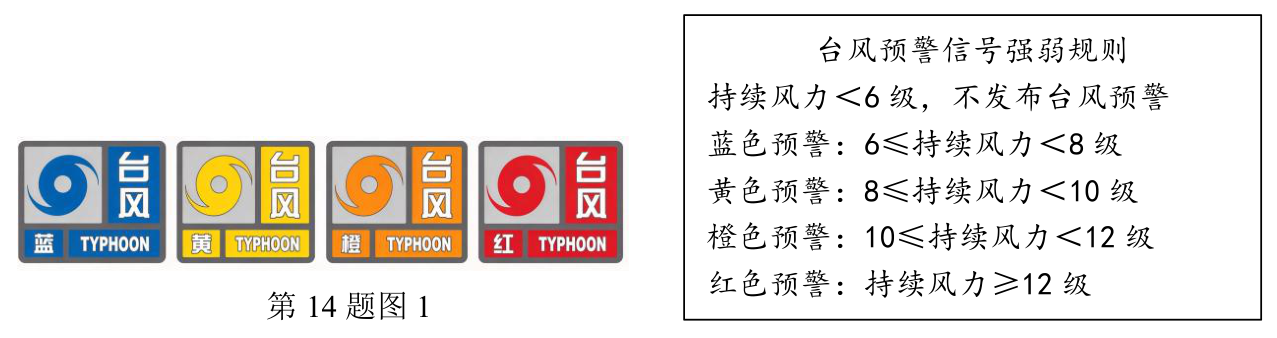 台风
蓝 TYPHOON
台风
黄 TYPHOON
台风
橙 TYPHOON
台风
红 TYPHOON
第 14 题图 1
台风预警信号强弱规则
持续风力＜6 级，不发布台风预警
蓝色预警：6≤持续风力＜8 级
黄色预警：8≤持续风力＜10 级
橙色预警：10≤持续风力＜12 级
红色预警：持续风力≥12 级